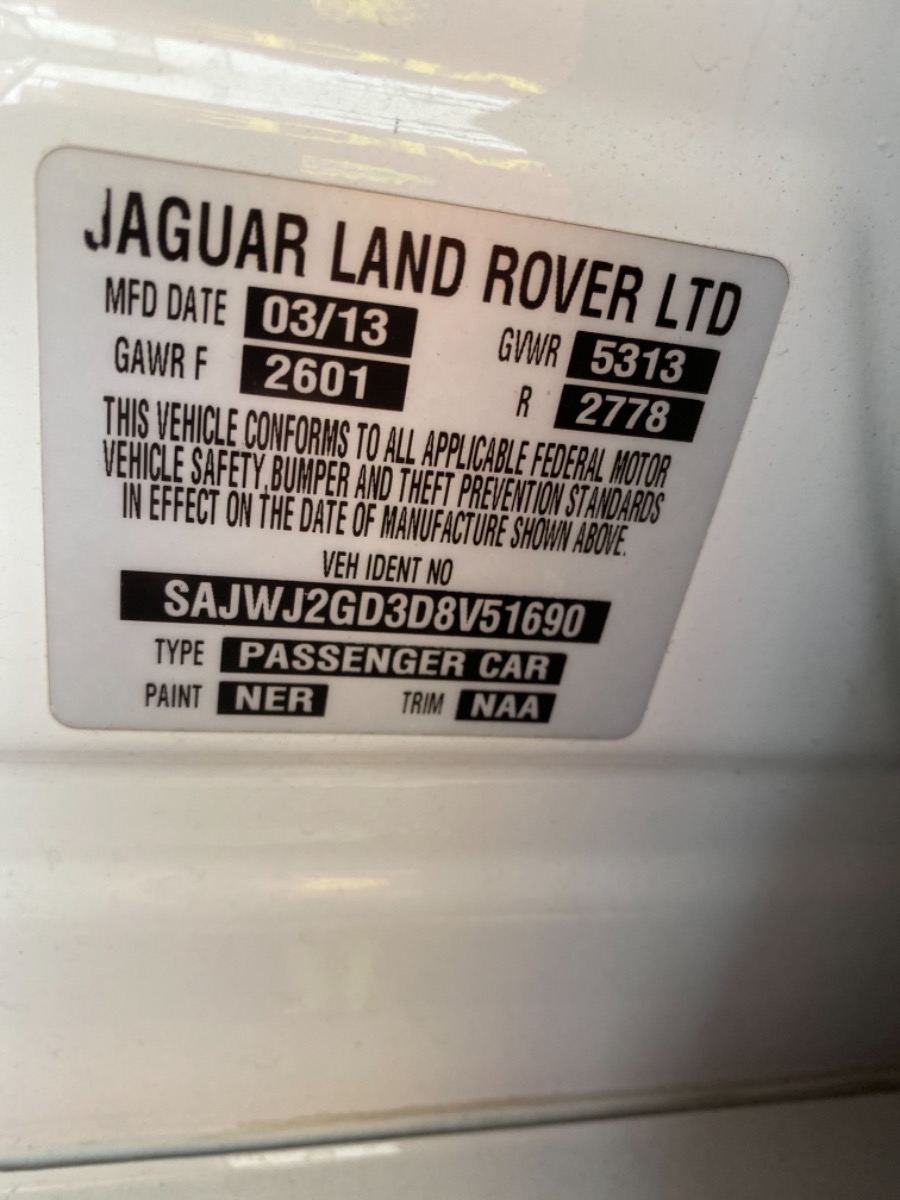 JAGUAR LAND ROVER LTD
MFD DATE 03/13 GVWR 5313
GAWR F 2601 R 2778
THIS VEHICLE CONFORMS TO ALL APPLICABLE FEDERAL MOTOR
VEHICLE SAFETY, BUMPER AND THEFT PREVENTION STANDARDS
IN EFFECT ON THE DATE OF MANUFACTURE SHOWN ABOVE.
VEH IDENT NO
SAJWJ2GD3D8V51690
TYPE PASSENGER CAR
PAINT NER TRIM NAA